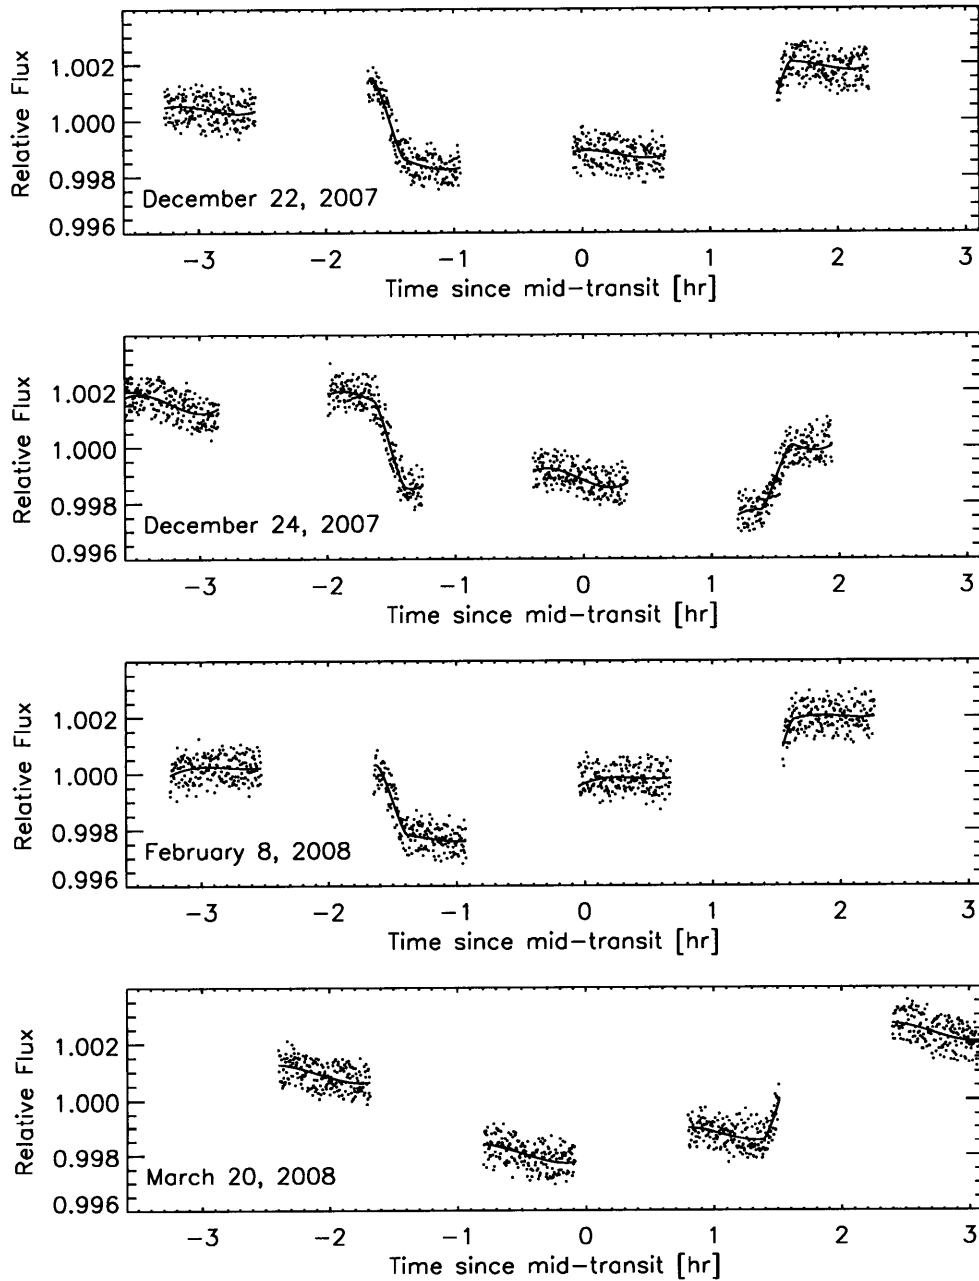 Relative Flux
1.002
1.000
0.998
0.996
December 22, 2007
−3 −2 −1 0 1 2 3
Time since mid−transit [hr]
Relative Flux
1.002
1.000
0.998
0.996
December 24, 2007
−3 −2 −1 0 1 2 3
Time since mid−transit [hr]
Relative Flux
1.002
1.000
0.998
0.996
February 8, 2008
−3 −2 −1 0 1 2 3
Time since mid−transit [hr]
Relative Flux
1.002
1.000
0.998
0.996
March 20, 2008
−3 −2 −1 0 1 2 3
Time since mid−transit [hr]